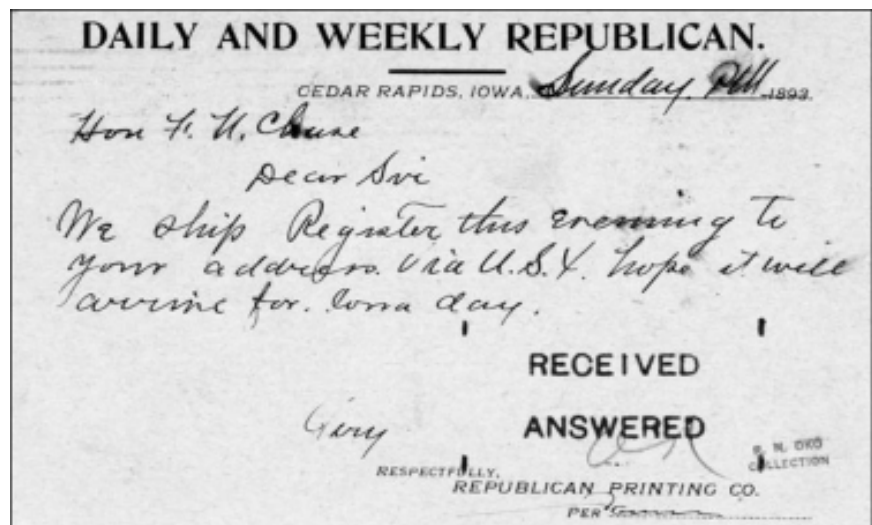 DAILY AND WEEKLY REPUBLICAN.
CEDAR RAPIDS, IOWA, Sunday, PM 1893.
Hon F. N. Chase
Dear Sir
We ship Register this evening to
your address. Via U.S.X. hope it will
arrive for. Iowa day.
RECEIVED
ANSWERED
S. N. OKO
COLLECTION
RESPECTFULLY,
REPUBLICAN PRINTING CO.
PER